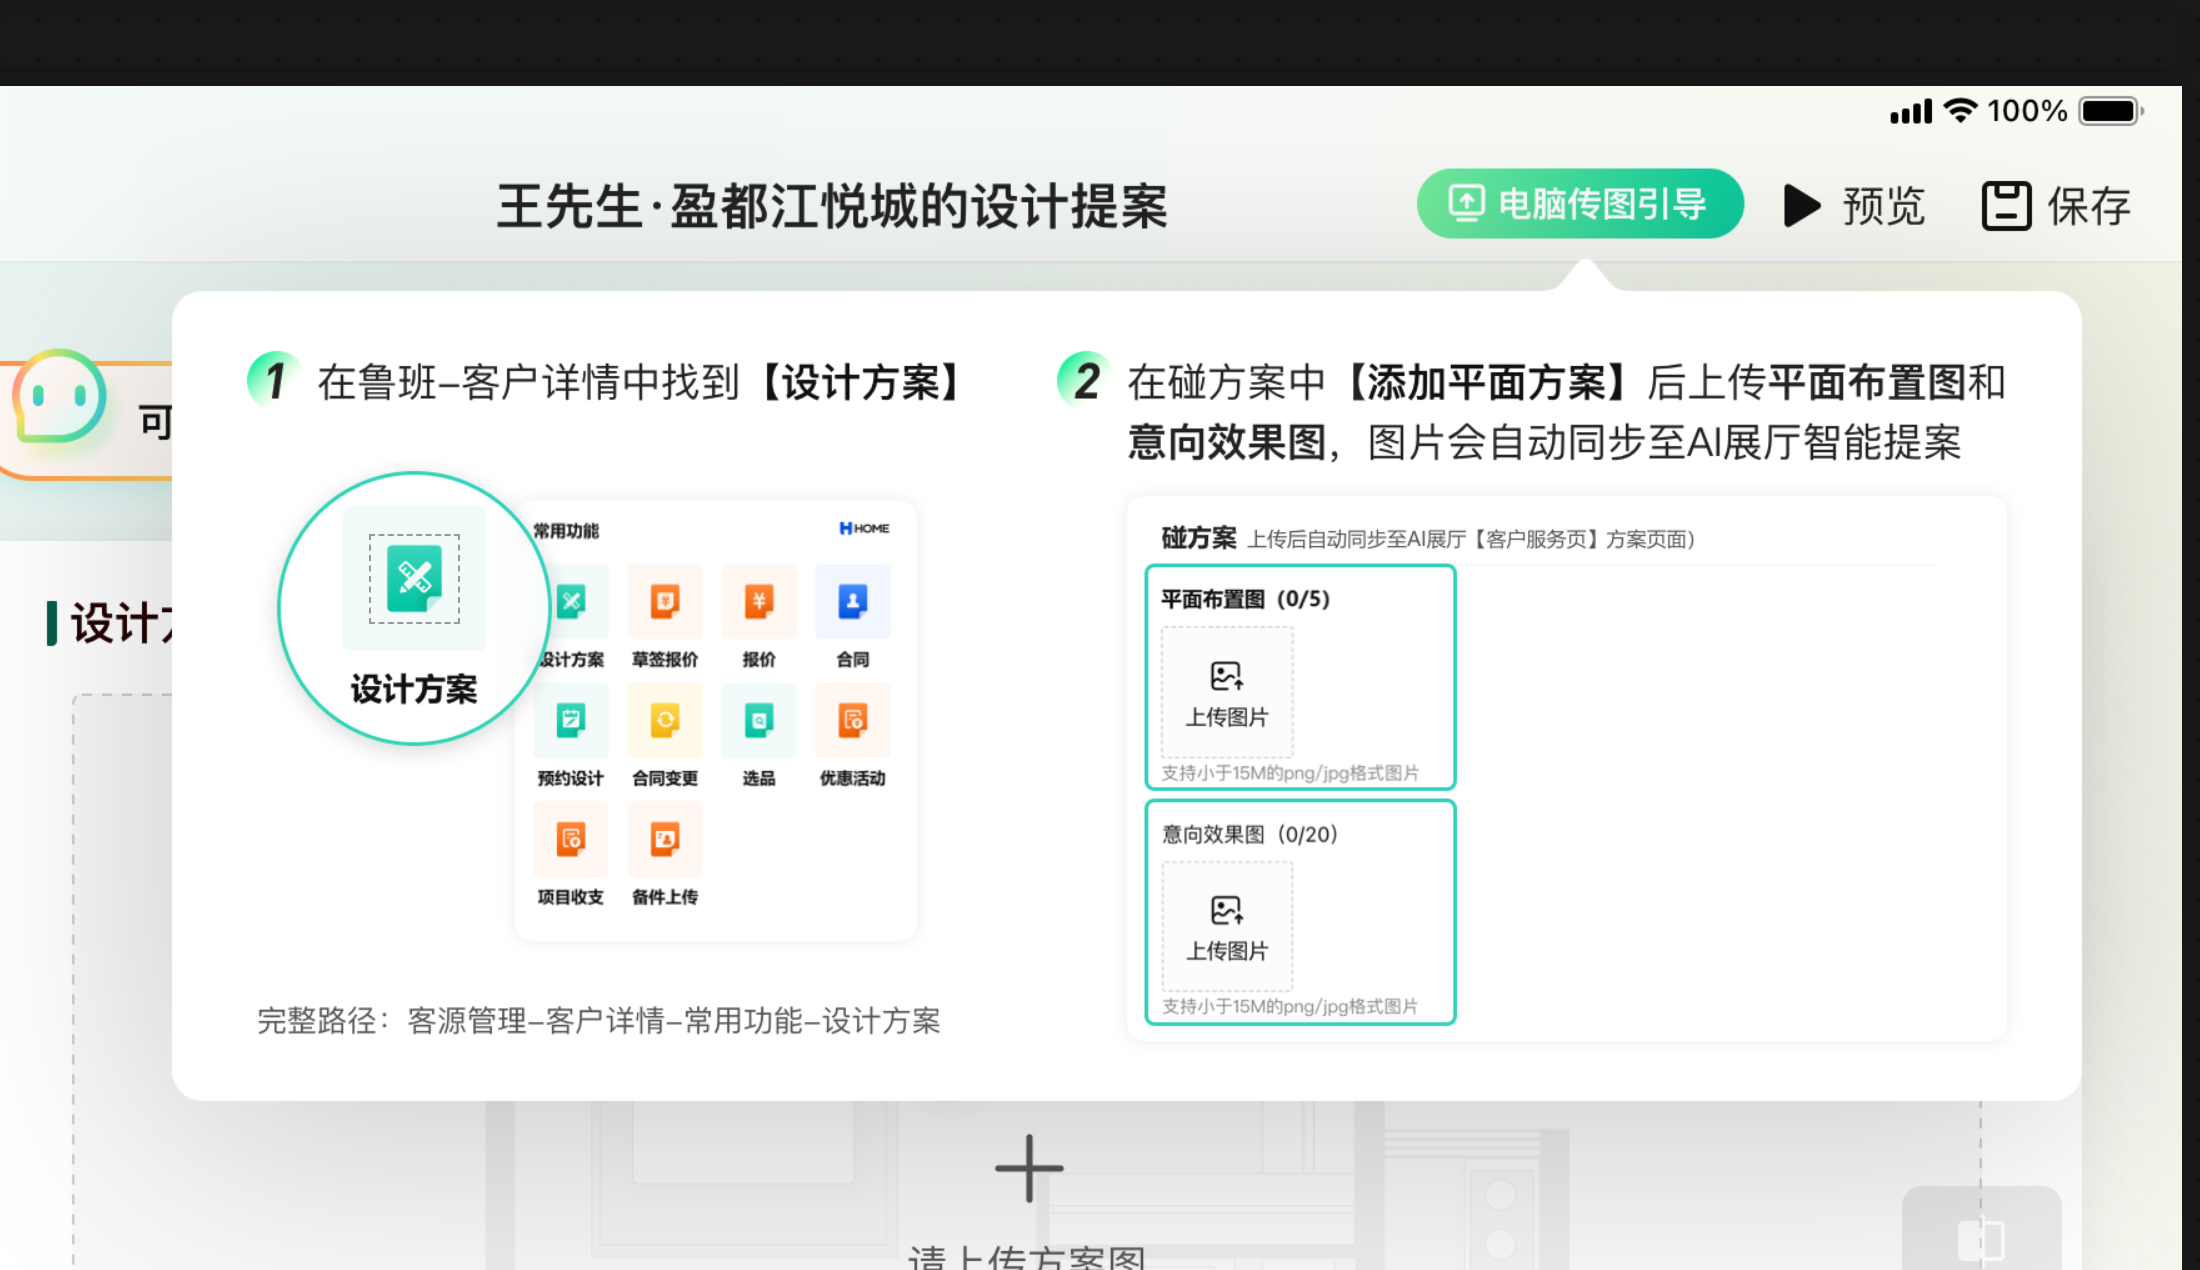 100%
王先生·盈都江悦城的设计提案
电脑传图引导
预览
保存
可
设计方
1 在鲁班–客户详情中找到【设计方案】
设计方案
常用功能
HOME
设计方案 草签报价 报价 合同
预约设计 合同变更 选品 优惠活动
项目收支 备件上传
完整路径：客源管理–客户详情–常用功能–设计方案
2 在碰方案中【添加平面方案】后上传平面布置图和
意向效果图，图片会自动同步至AI展厅智能提案
碰方案 上传后自动同步至AI展厅【客户服务页】方案页面)
平面布置图（0/5）
上传图片
支持小于15M的png/jpg格式图片
意向效果图（0/20）
上传图片
支持小于15M的png/jpg格式图片
请上传方案图